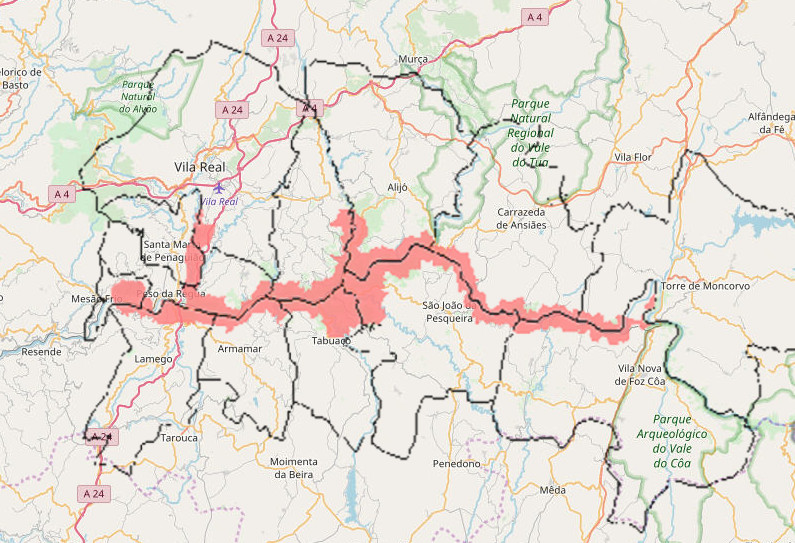 A 4
A 24
Murça
elorico de
Basto
Parque
Natural
do Alvão
A 24
A 4
Parque
Natural
Regional
do Vale
do Tua
Alfândega
da Fé
Vila Flor
Vila Real
A 4
Vila Real
Alijó
Carrazeda
de Ansiães
Santa Mar
de Penaguião
Mesão Frio
Peso da Régua
Torre de Moncorvo
São João da
Pesqueira
Resende
Lamego
Armamar
Tabuaço
Vila Nova
de Foz Côa
Parque
Arqueológico
do Vale
do Côa
A 24
Tarouca
Moimenta
da Beira
Penedono
Mêda
A 24